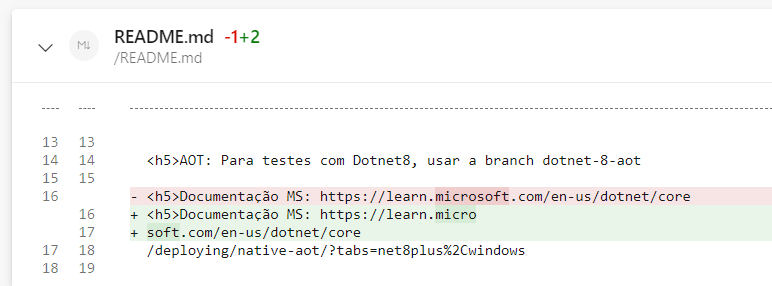 README.md -1+2
M↓
/README.md
13 13
14 14 <h5>AOT: Para testes com Dotnet8, usar a branch dotnet-8-aot
15 15
16 - <h5>Documentação MS: https://learn.microsoft.com/en-us/dotnet/core
16 + <h5>Documentação MS: https://learn.micro
17 + soft.com/en-us/dotnet/core
17 18 /deploying/native-aot/?tabs=net8plus%2Cwindows
18 19